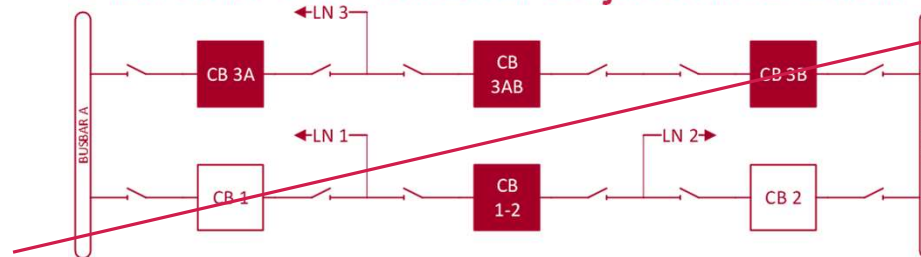 LN 3
CB 3A
CB
3AB
CB 3B
BUSBAR A
LN 1
LN 2
CB 1
CB
1-2
CB 2